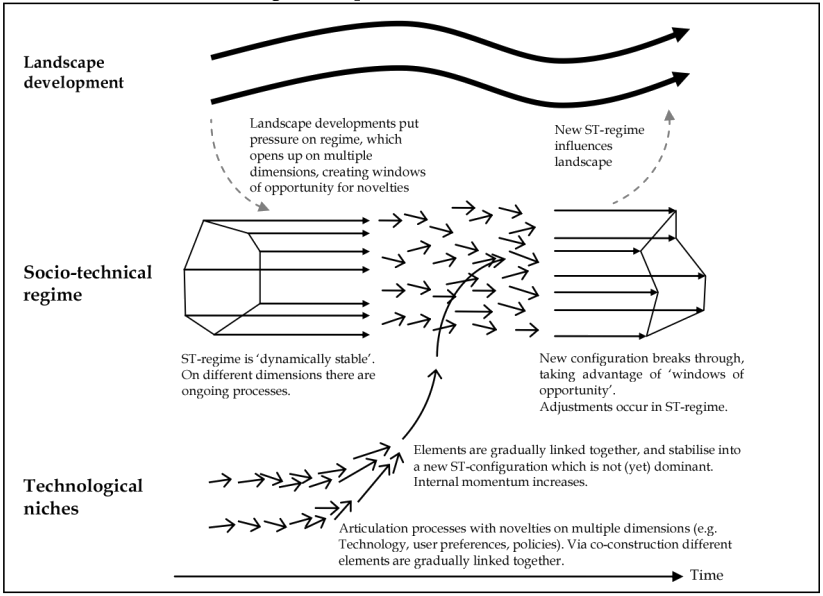 Landscape
development
Landscape developments put
pressure on regime, which
opens up on multiple
dimensions, creating windows
of opportunity for novelties
New ST-regime
influences
landscape
Socio-technical
regime
ST-regime is ‘dynamically stable’.
On different dimensions there are
ongoing processes.
New configuration breaks through,
taking advantage of ‘windows of
opportunity’.
Adjustments occur in ST-regime.
Technological
niches
Elements are gradually linked together, and stabilise into
a new ST-configuration which is not (yet) dominant.
Internal momentum increases.
Articulation processes with novelties on multiple dimensions (e.g.
Technology, user preferences, policies). Via co-construction different
elements are gradually linked together.
Time